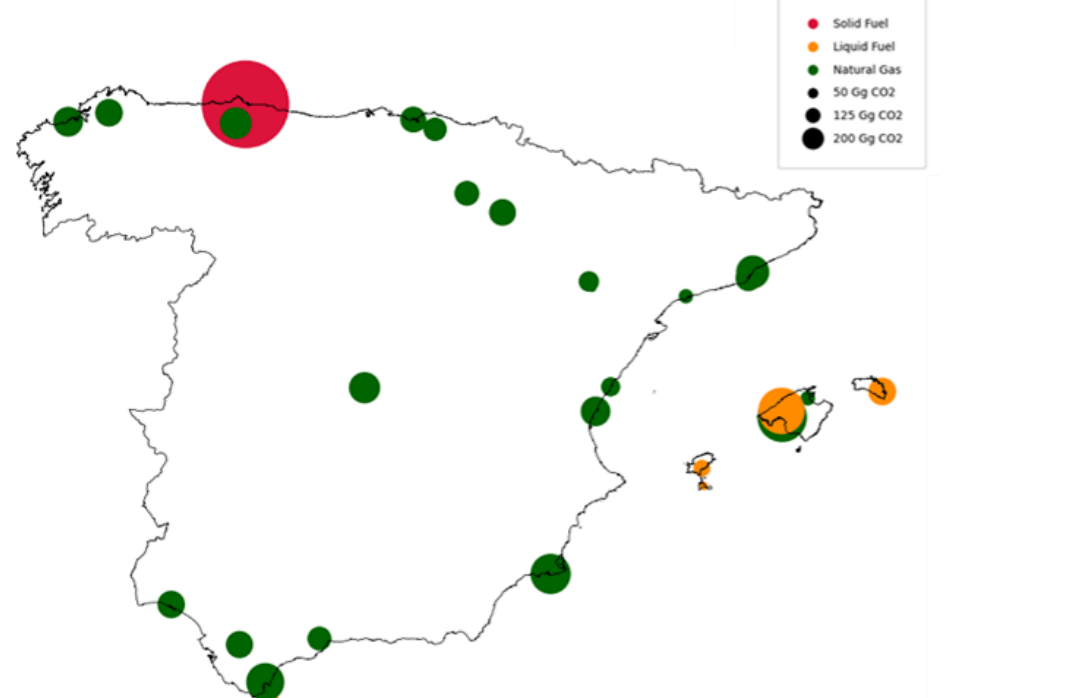 Solid Fuel
Liquid Fuel
Natural Gas
50 Gg CO2
125 Gg CO2
200 Gg CO2